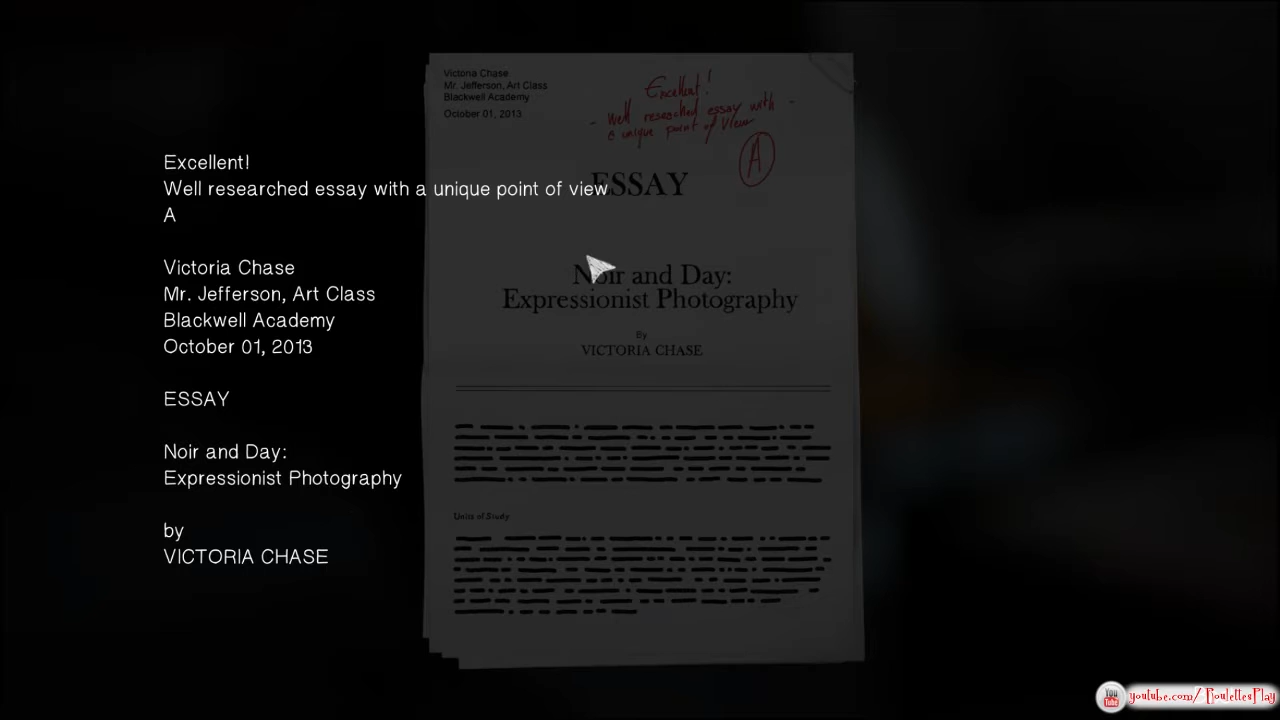 Victoria Chase
Mr. Jefferson, Art Class
Blackwell Academy
October 01, 2013
Excellent!
- Well researched essay with -
a unique point of view
A
ESSAY
Noir and Day:
Expressionist Photography
By
VICTORIA CHASE
Units of Study
Excellent!
Well researched essay with a unique point of view
A
Victoria Chase
Mr. Jefferson, Art Class
Blackwell Academy
October 01, 2013
ESSAY
Noir and Day:
Expressionist Photography
by
VICTORIA CHASE
You
Tube
youtube.com/RoulettesPlay